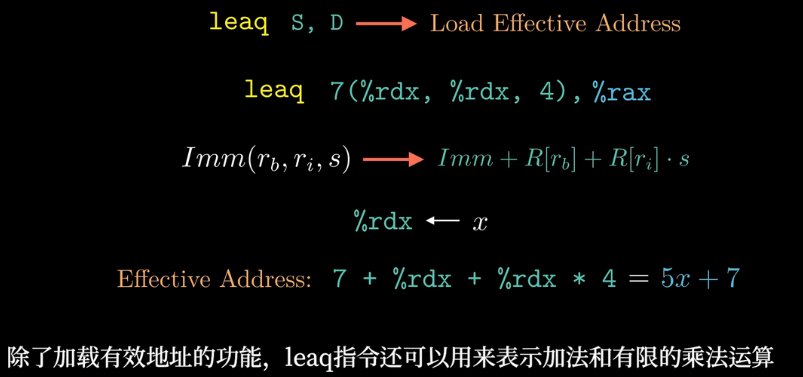 leaq S, D → Load Effective Address
leaq 7(%rdx, %rdx, 4), %rax
Imm(r_b, r_i, s) → Imm + R[r_b] + R[r_i] · s
%rdx ← x
Effective Address: 7 + %rdx + %rdx * 4 = 5x + 7
除了加载有效地址的功能，leaq指令还可以用来表示加法和有限的乘法运算